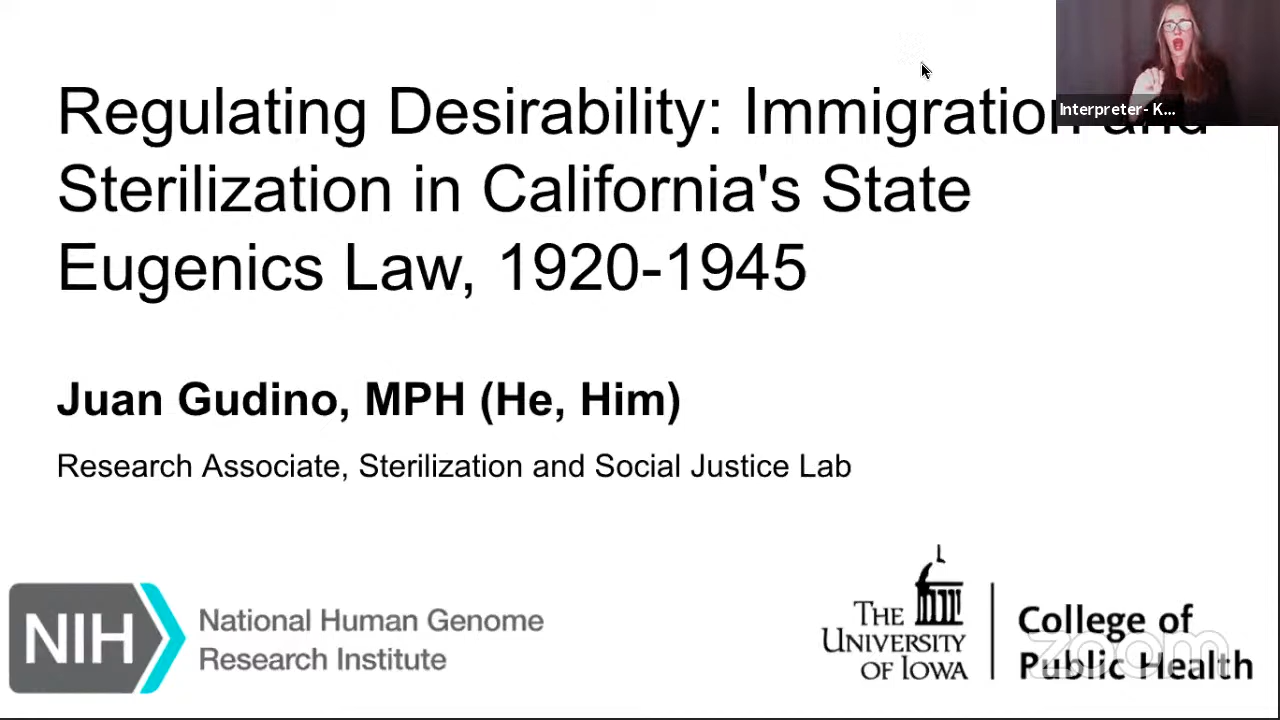 Regulating Desirability: Immigration and
Sterilization in California's State
Eugenics Law, 1920-1945
Interpreter- K...
Juan Gudino, MPH (He, Him)
Research Associate, Sterilization and Social Justice Lab
NIH
National Human Genome
Research Institute
THE
UNIVERSITY
OF IOWA
College of
Public Health
zoom